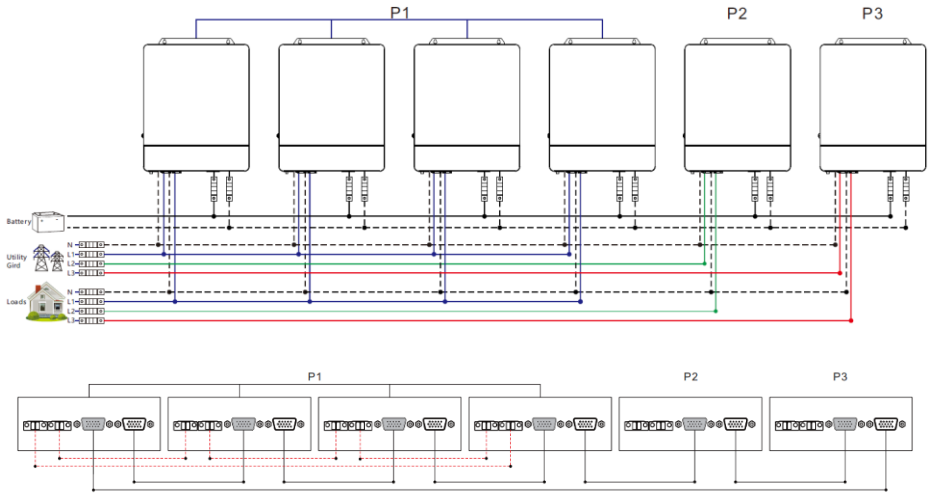 P1 P2 P3
Battery
N
L1
Utility
Gird
L2
L3
N
Loads
L1
L2
L3
P1 P2 P3